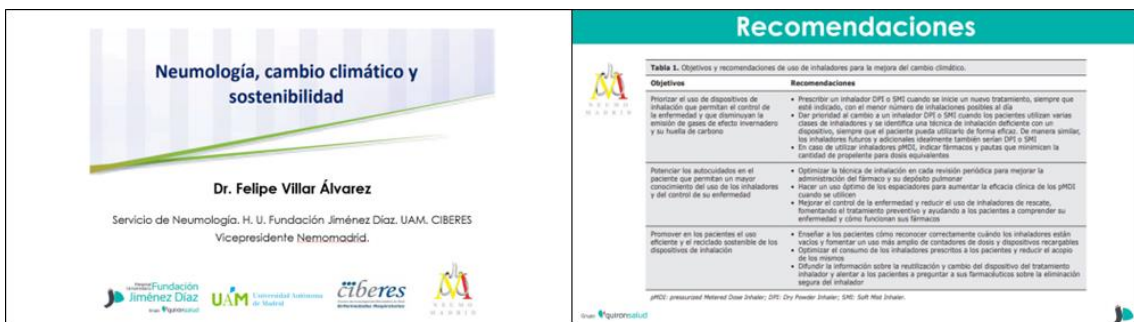 Neumología, cambio climático y
sostenibilidad
Dr. Felipe Villar Álvarez
Servicio de Neumología. H. U. Fundación Jiménez Díaz. UAM. CIBERES
Vicepresidente Nemomadrid.
Fundación
Jiménez Díaz
Grupo quironsalud
UAM Universidad Autónoma
de Madrid
ciberes
NEUMO
MADRID
Recomendaciones
NEUMO
MADRID
Tabla 1. Objetivos y recomendaciones de uso de inhaladores para la mejora del cambio climático.
Objetivos
Recomendaciones
Priorizar el uso de dispositivos de
inhalación que permitan el control de
la enfermedad y que disminuyan la
emisión de gases de efecto invernadero
y su huella de carbono
• Prescribir un inhalador DPI o SMI cuando se inicie un nuevo tratamiento, siempre que
esté indicado, con el menor número de inhalaciones posibles al día
• Dar prioridad al cambio a un inhalador DPI o SMI cuando los pacientes utilizan varias
clases de inhaladores y se identifica una técnica de inhalación deficiente con un
dispositivo, siempre que el paciente pueda utilizarlo de forma eficaz. De manera similar,
los inhaladores futuros y adicionales idealmente también serían DPI o SMI
• En caso de utilizar inhaladores pMDI, indicar fármacos y pautas que minimicen la
cantidad de propelente para dosis equivalentes
Potenciar los autocuidados en el
paciente que permitan un mayor
conocimiento del uso de los inhaladores
y del control de su enfermedad
• Optimizar la técnica de inhalación en cada revisión periódica para mejorar la
administración del fármaco y su depósito pulmonar
• Hacer un uso óptimo de los espaciadores para aumentar la eficacia clínica de los pMDI
cuando se utilicen
• Mejorar el control de la enfermedad y reducir el uso de inhaladores de rescate,
fomentando el tratamiento preventivo y ayudando a los pacientes a comprender su
enfermedad y cómo funcionan sus fármacos
Promover en los pacientes el uso
eficiente y el reciclado sostenible de los
dispositivos de inhalación
• Enseñar a los pacientes cómo reconocer correctamente cuándo los inhaladores están
vacíos y fomentar un uso más amplio de contadores de dosis y dispositivos recargables
• Optimizar el consumo de los inhaladores prescritos a los pacientes y reducir el acopio
de los mismos
• Difundir la información sobre la reutilización y cambio del dispositivo del tratamiento
inhalador y alentar a los pacientes a preguntar a sus farmacéuticos sobre la eliminación
segura del inhalador
pMDI: pressurized Metered Dose Inhaler; DPI: Dry Powder Inhaler; SMI: Soft Mist Inhaler.
Grupo quironsalud